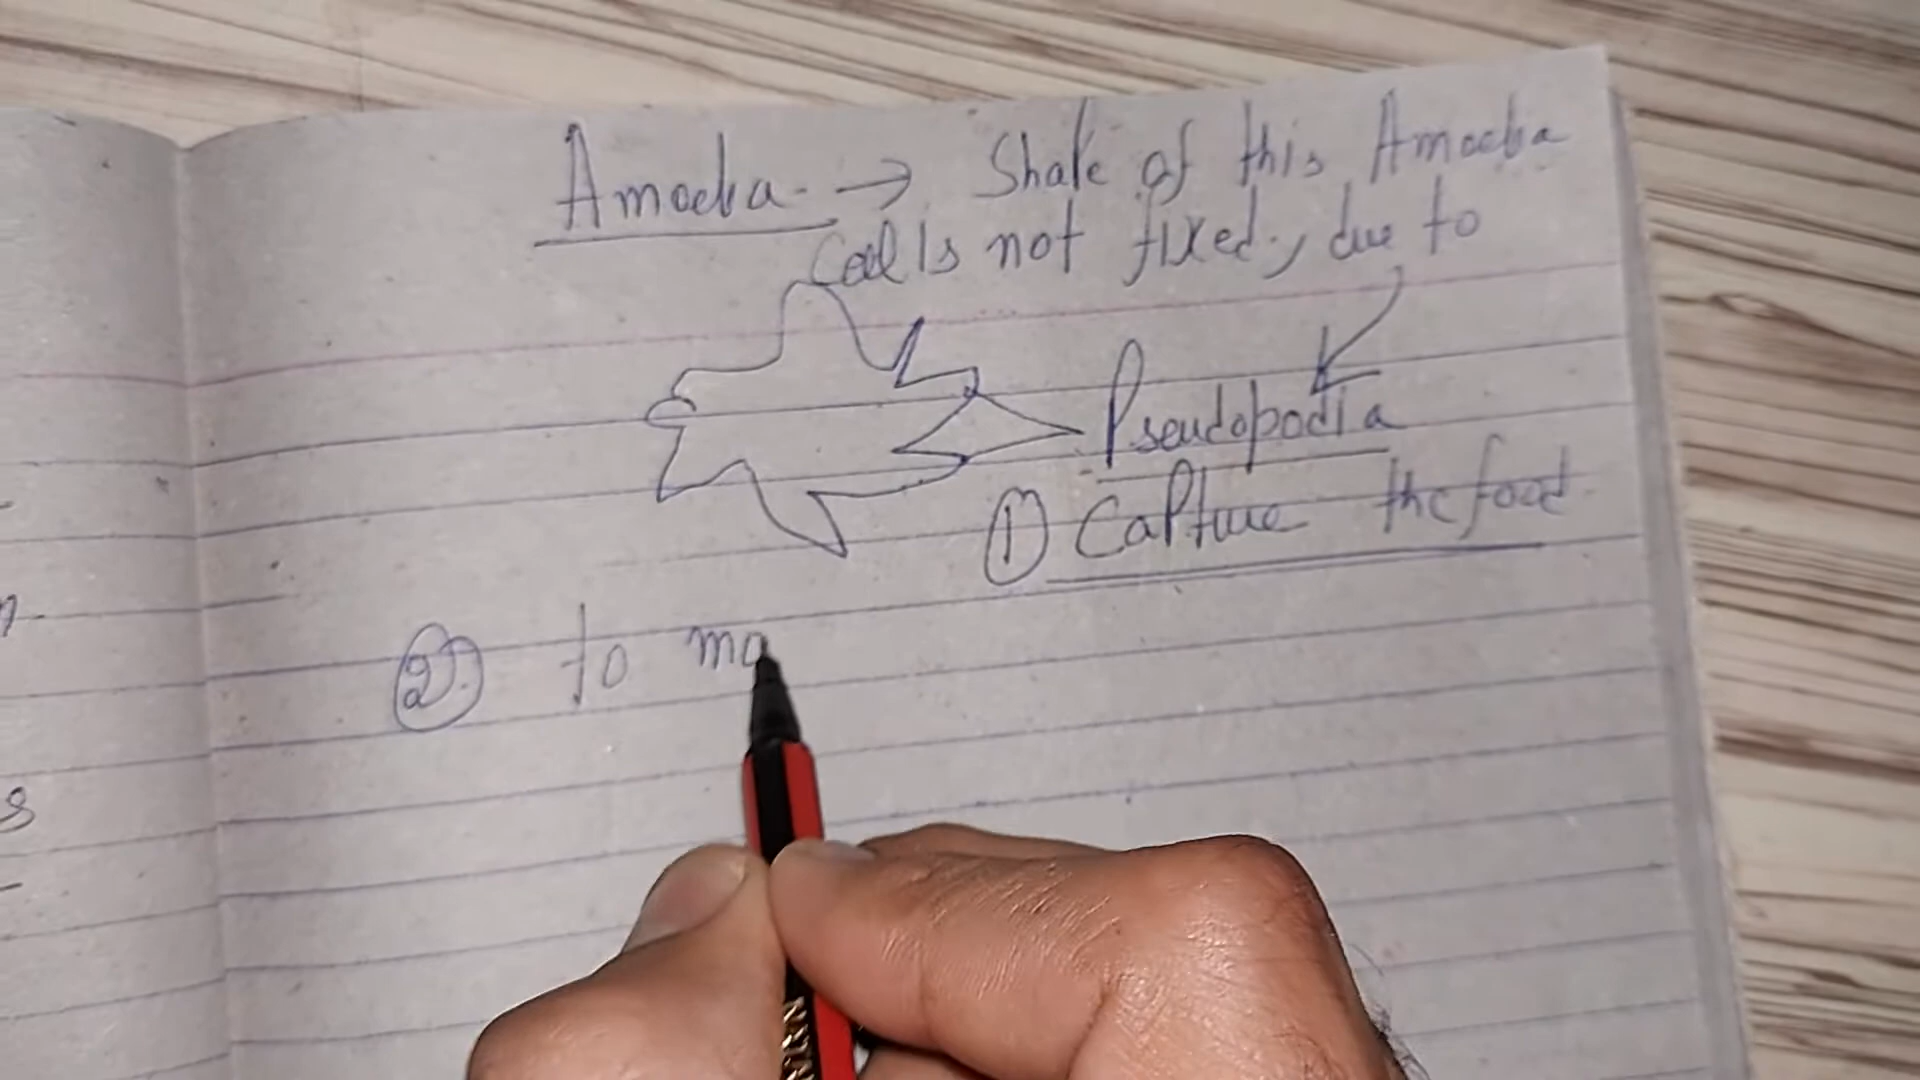 Amoeba → Shape of this Amoeba
Cell is not fixed, due to
Pseudopodia
① Capture the food
②. to mo
n
s